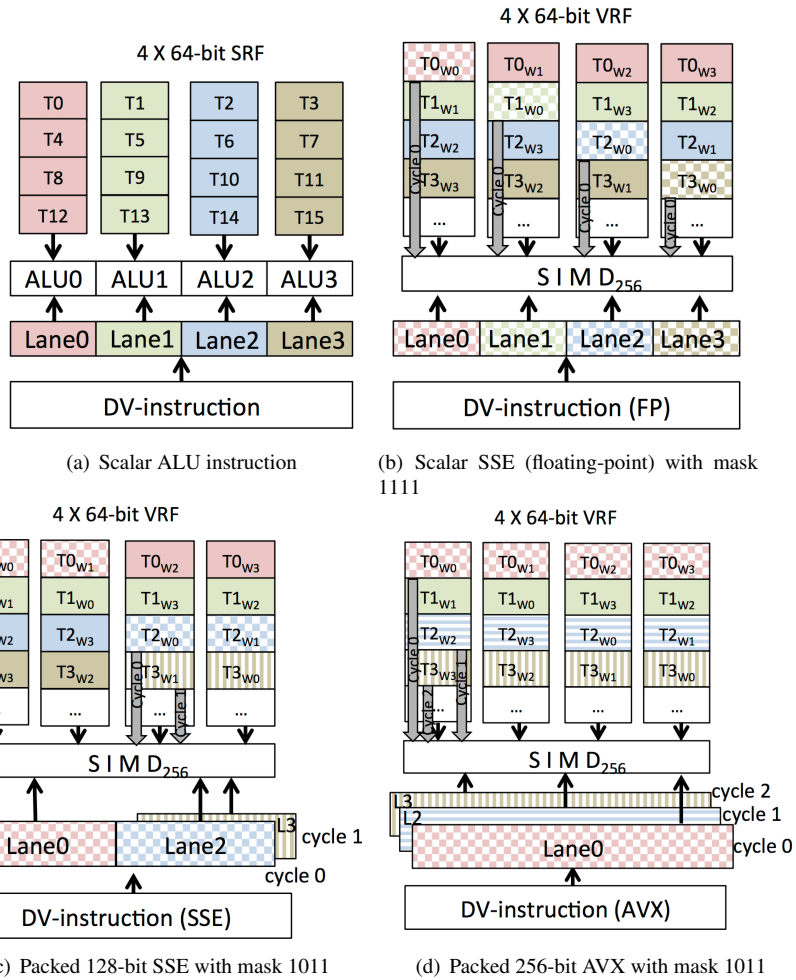 4 X 64-bit SRF
T0 T1 T2 T3
T4 T5 T6 T7
T8 T9 T10 T11
T12 T13 T14 T15
ALU0 ALU1 ALU2 ALU3
Lane0 Lane1 Lane2 Lane3
DV-instruction
(a) Scalar ALU instruction
4 X 64-bit VRF
T0W0 T0W1 T0W2 T0W3
T1W1 T1W0 T1W3 T1W2
T2W2 T2W3 T2W0 T2W1
T3W3 T3W2 T3W1 T3W0
... ... ... ...
Cycle 0 Cycle 0 Cycle 0 Cycle 0
S I M D256
Lane0 Lane1 Lane2 Lane3
DV-instruction (FP)
(b) Scalar SSE (floating-point) with mask
1111
4 X 64-bit VRF
W0 T0W1 T0W2 T0W3
W1 T1W0 T1W3 T1W2
W2 T2W3 T2W0 T2W1
W3 T3W2 T3W1 T3W0
... ... ...
Cycle 0 Cycle 1
S I M D256
L3
cycle 1
Lane0 Lane2
cycle 0
DV-instruction (SSE)
) Packed 128-bit SSE with mask 1011
4 X 64-bit VRF
T0W0 T0W1 T0W2 T0W3
T1W1 T1W0 T1W3 T1W2
T2W2 T2W3 T2W0 T2W1
T3W3 T3W2 T3W1 T3W0
... ... ... ...
Cycle 0 Cycle 2 Cycle 1
S I M D256
L3 cycle 2
L2 cycle 1
Lane0 cycle 0
DV-instruction (AVX)
(d) Packed 256-bit AVX with mask 1011